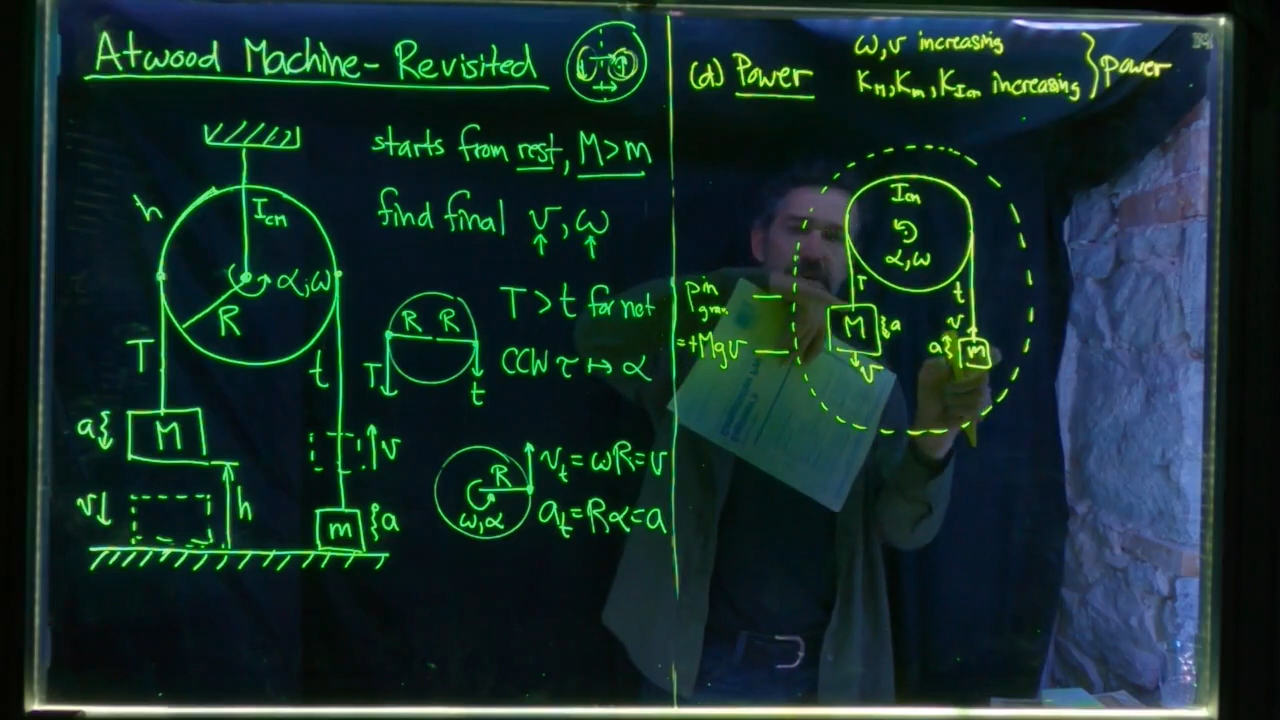 Atwood Machine - Revisited
starts from rest, M>m
find final v, ω
h
I_cm
α, ω
R
T
t
a
M
v
h
v
m
a
R R
T
t
T > t for net
CCW τ ↦ α
R
ω, α
v_t = ωR = v
a_t = Rα = a
(d) Power
ω, v increasing
K_M, K_m, K_Icm increasing } power
I_cm
α, ω
T
t
M
a
v
v
a
m
P^in_grav.
= +Mgv